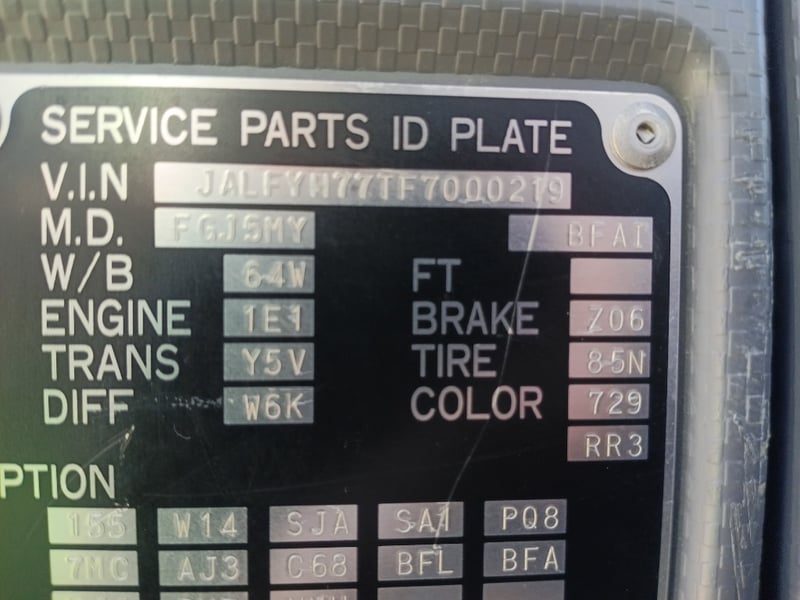 SERVICE PARTS ID PLATE
V.I.N JALFYH77TF7000219
M.D. FGJ5MY BFAI
W/B 64W FT
ENGINE 1E1 BRAKE Z06
TRANS Y5V TIRE 85N
DIFF W6K COLOR 729
RR3
PTION
155 W14 SJA SA1 PQ8
7MC AJ3 C68 BFL BFA